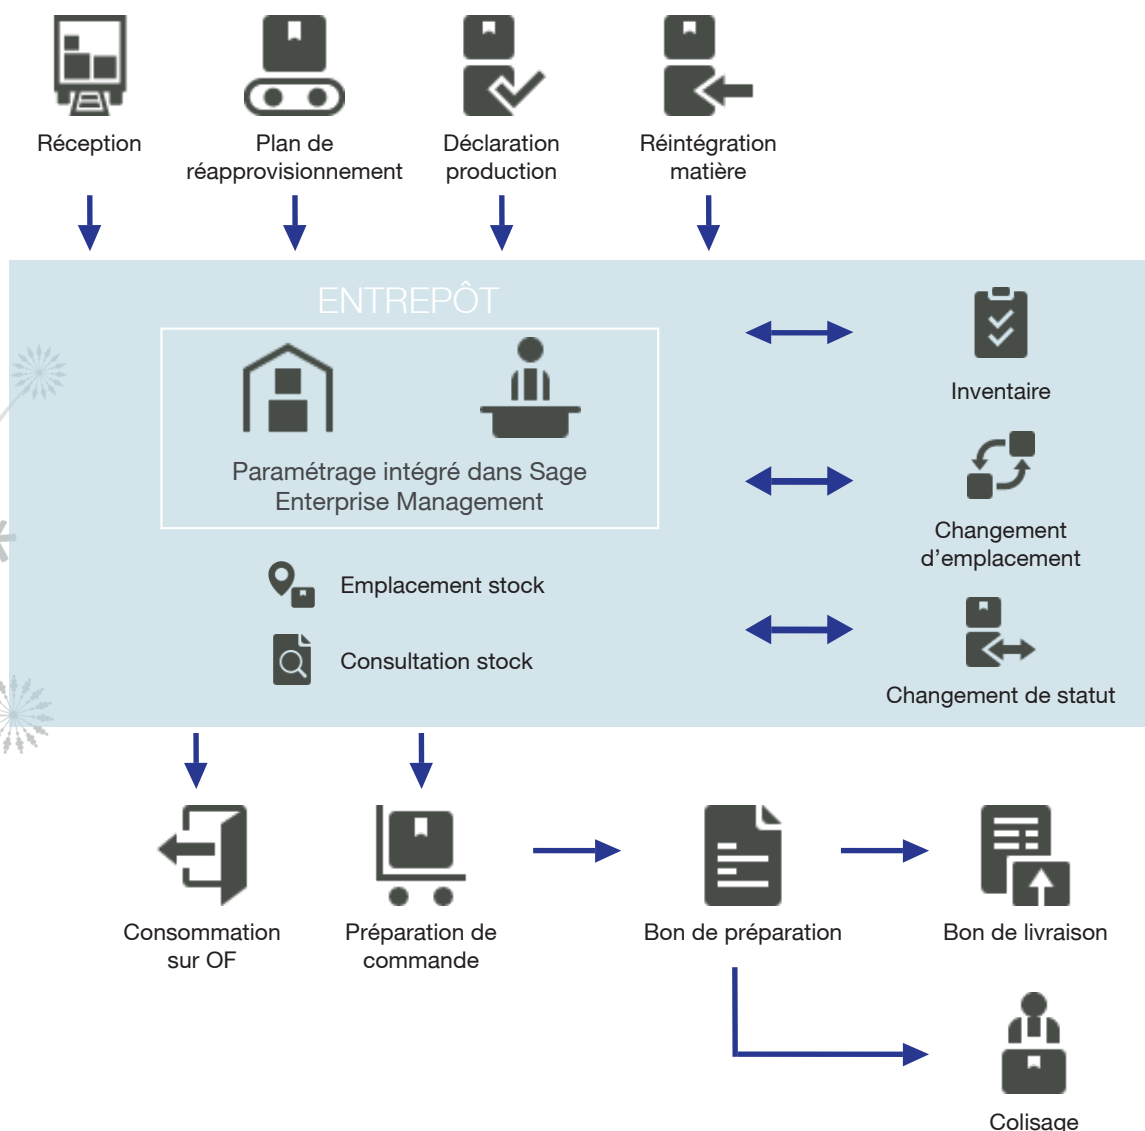 Réception
Plan de
réapprovisionnement
Déclaration
production
Réintégration
matière
ENTREPÔT
Paramétrage intégré dans Sage
Enterprise Management
Emplacement stock
Consultation stock
Inventaire
Changement
d’emplacement
Changement de statut
Consommation
sur OF
Préparation de
commande
Bon de préparation
Bon de livraison
Colisage